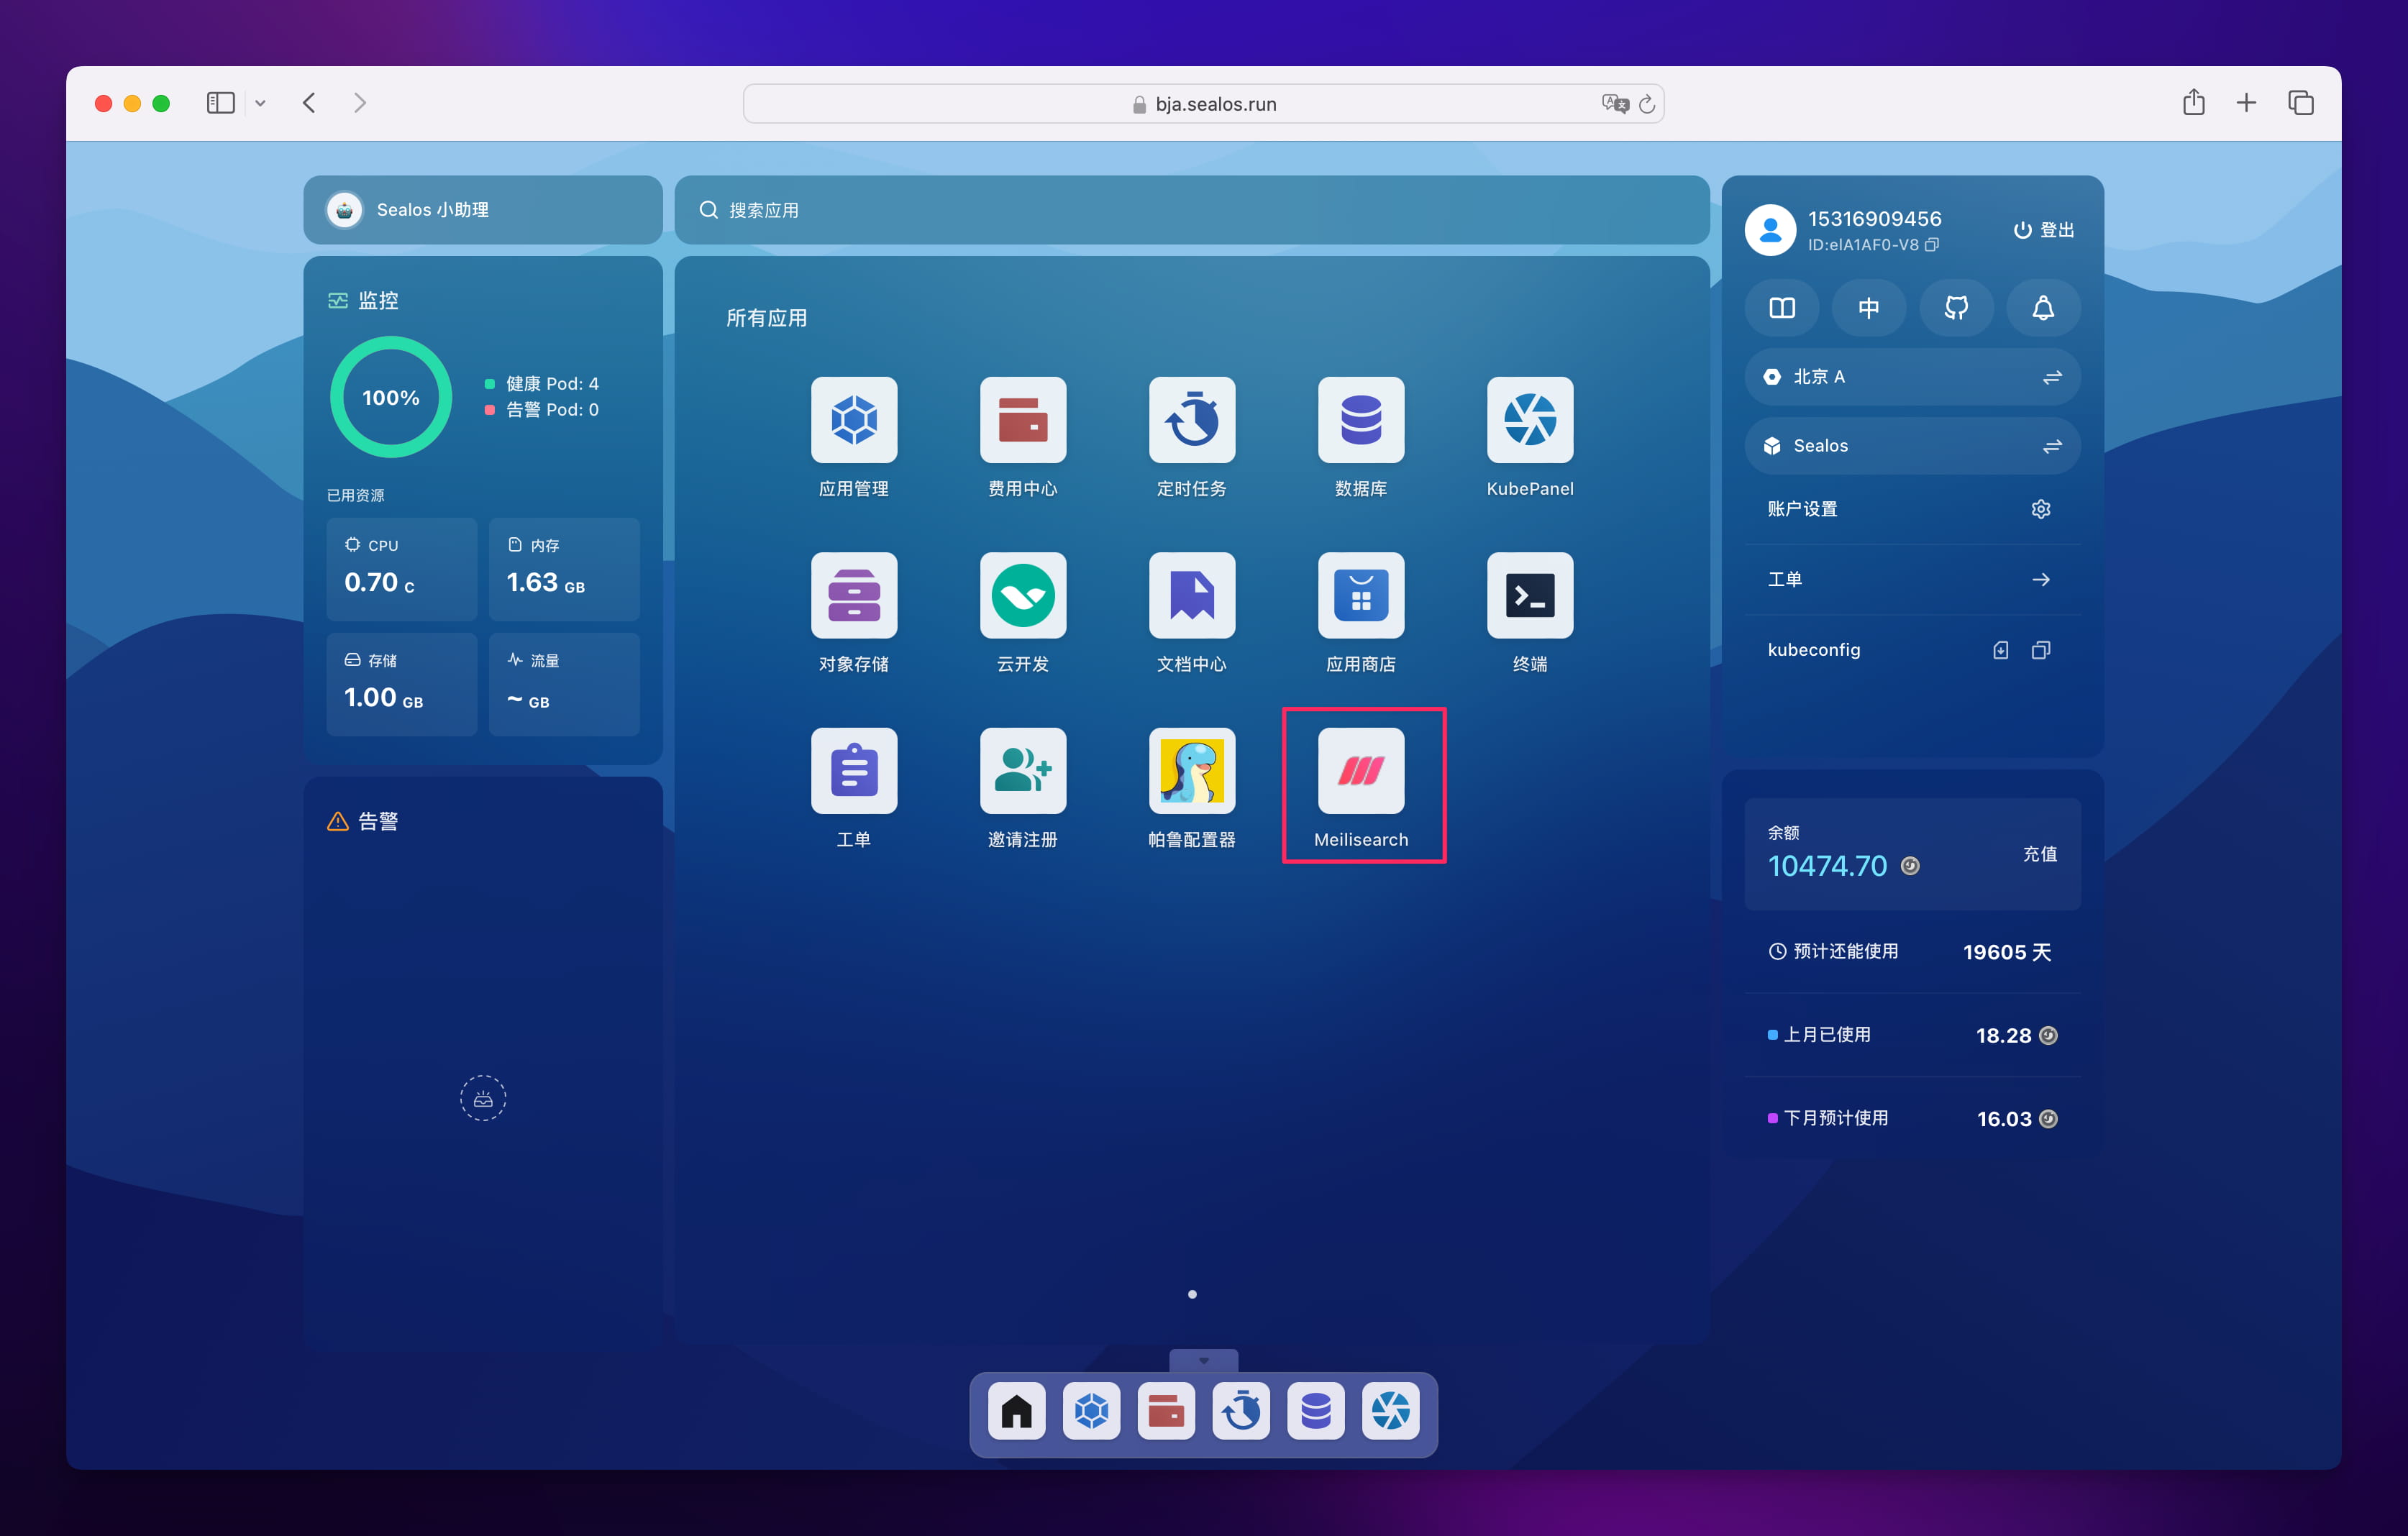 bja.sealos.run
Sealos 小助理
搜索应用
15316909456
ID:eIA1AF0-V8
登出
中
北京 A
Sealos
账户设置
工单
kubeconfig
监控
100%
健康 Pod: 4
告警 Pod: 0
已用资源
CPU
0.70 C
内存
1.63 GB
存储
1.00 GB
流量
~ GB
告警
所有应用
应用管理
费用中心
定时任务
数据库
KubePanel
对象存储
云开发
文档中心
应用商店
终端
工单
邀请注册
帕鲁配置器
Meilisearch
余额
10474.70
充值
预计还能使用
19605 天
上月已使用
18.28
下月预计使用
16.03